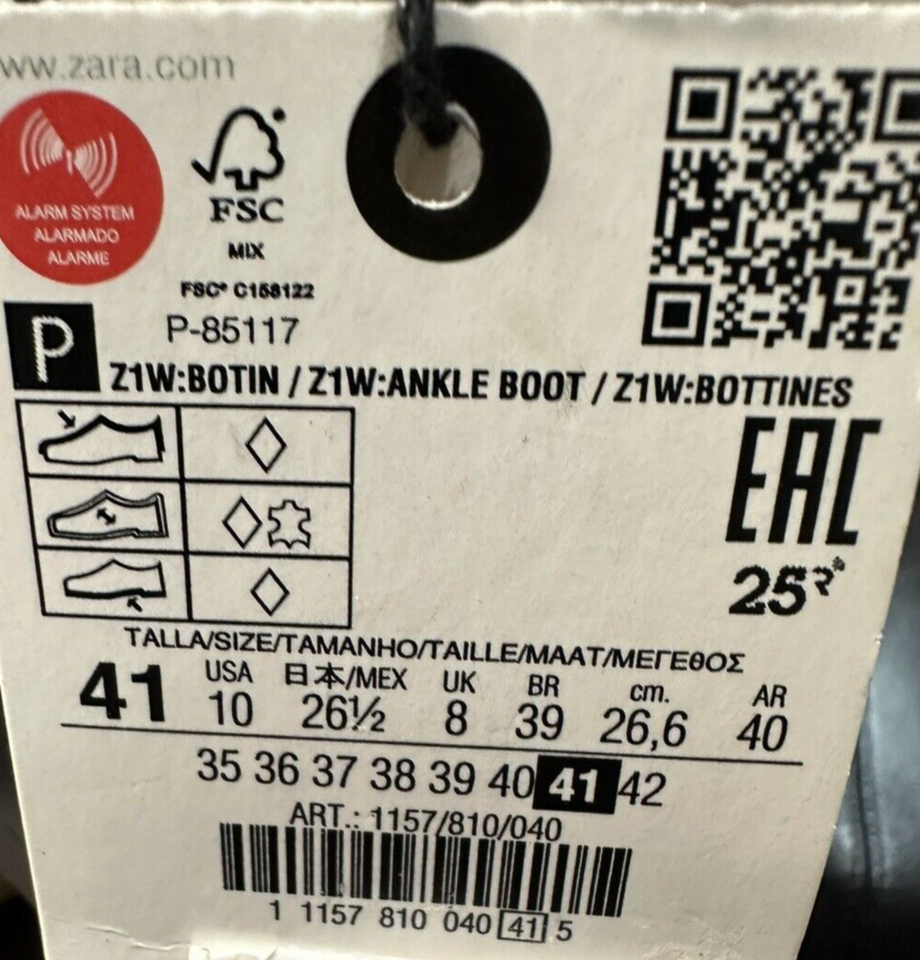 ww.zara.com
ALARM SYSTEM
ALARMADO
ALARME
FSC
MIX
FSC® C158122
P
P-85117
Z1W:BOTIN / Z1W:ANKLE BOOT / Z1W:BOTTINES
EAC
25
TALLA/SIZE/TAMANHO/TAILLE/MAAT/ΜΕΓΕΘΟΣ
41 USA 10 日本/MEX 26½ UK 8 BR 39 cm. 26,6 AR 40
35 36 37 38 39 40 41 42
ART.: 1157/810/040
1 1157 810 040 41 5